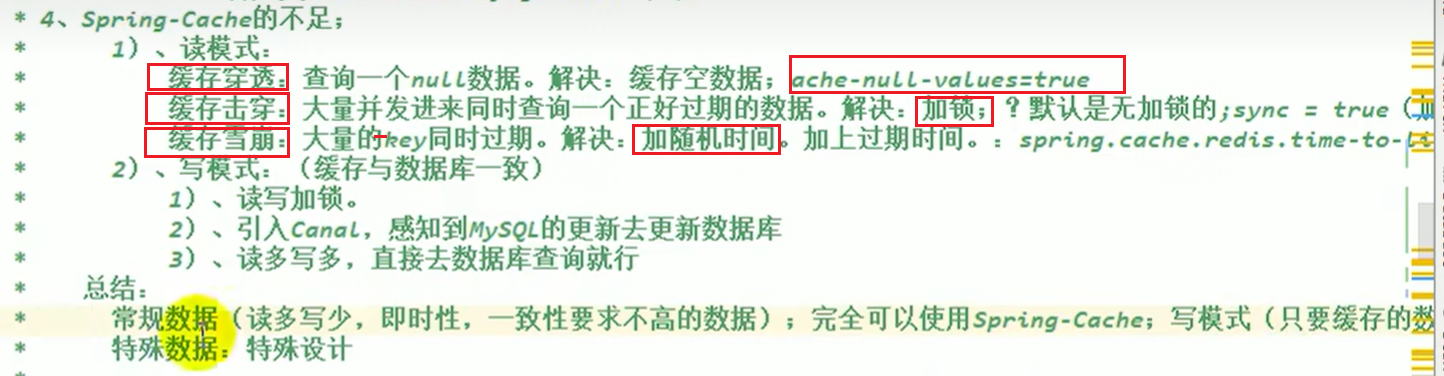 * 4、Spring-Cache的不足;
* 1）、读模式：
* 缓存穿透：查询一个null数据。解决：缓存空数据；ache-null-values=true
* 缓存击穿：大量并发进来同时查询一个正好过期的数据。解决：加锁；？默认是无加锁的;sync = true（加
* 缓存雪崩：大量的key同时过期。解决：加随机时间。加上过期时间。：spring.cache.redis.time-to-li
* 2）、写模式：（缓存与数据库一致）
* 1）、读写加锁。
* 2）、引入Canal，感知到MySQL的更新去更新数据库
* 3）、读多写多，直接去数据库查询就行
* 总结：
* 常规数据（读多写少，即时性，一致性要求不高的数据）；完全可以使用Spring-Cache；写模式（只要缓存的数
* 特殊数据：特殊设计
*